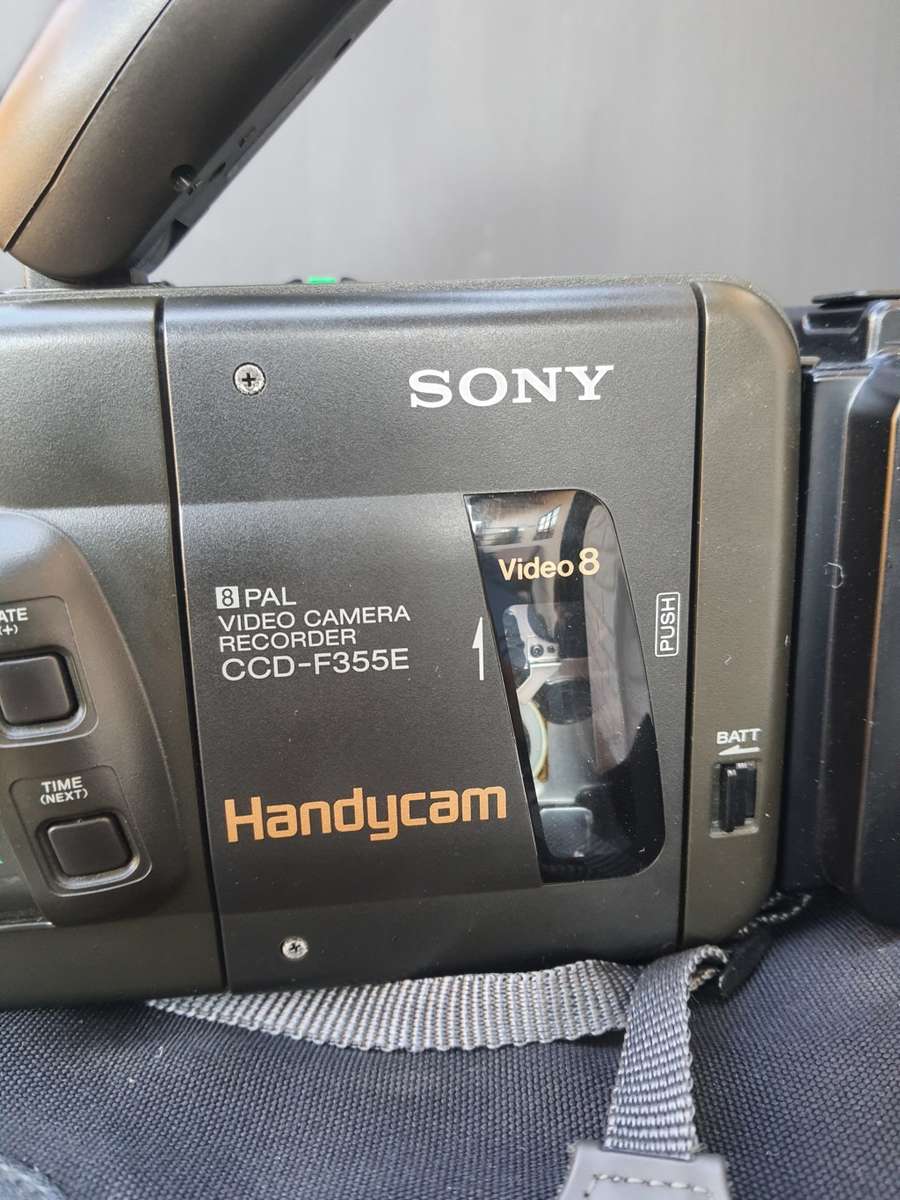 SONY
Video 8
8 PAL
VIDEO CAMERA
RECORDER
CCD-F355E
PUSH
(+)
BATT
TIME
(NEXT)
Handycam